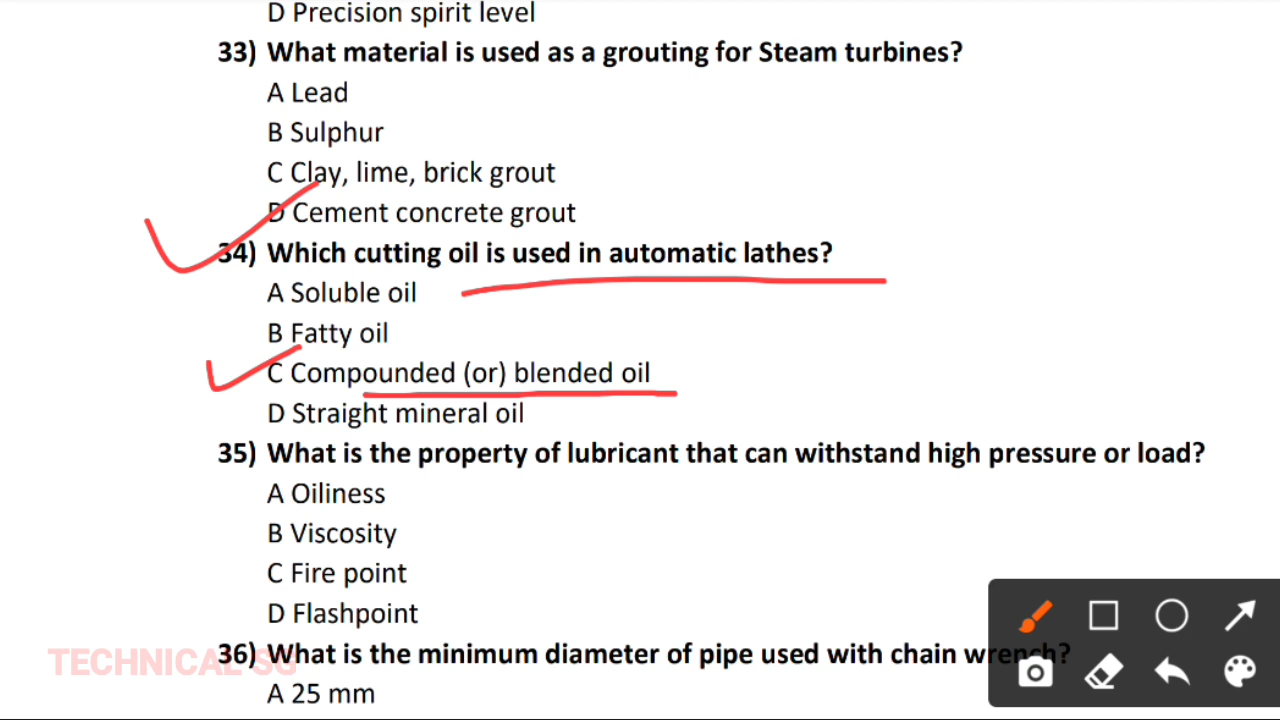 D Precision spirit level
33) What material is used as a grouting for Steam turbines?
A Lead
B Sulphur
C Clay, lime, brick grout
D Cement concrete grout
34) Which cutting oil is used in automatic lathes?
A Soluble oil
B Fatty oil
C Compounded (or) blended oil
D Straight mineral oil
35) What is the property of lubricant that can withstand high pressure or load?
A Oiliness
B Viscosity
C Fire point
D Flashpoint
TECHNICAL SG
36) What is the minimum diameter of pipe used with chain wrench?
A 25 mm